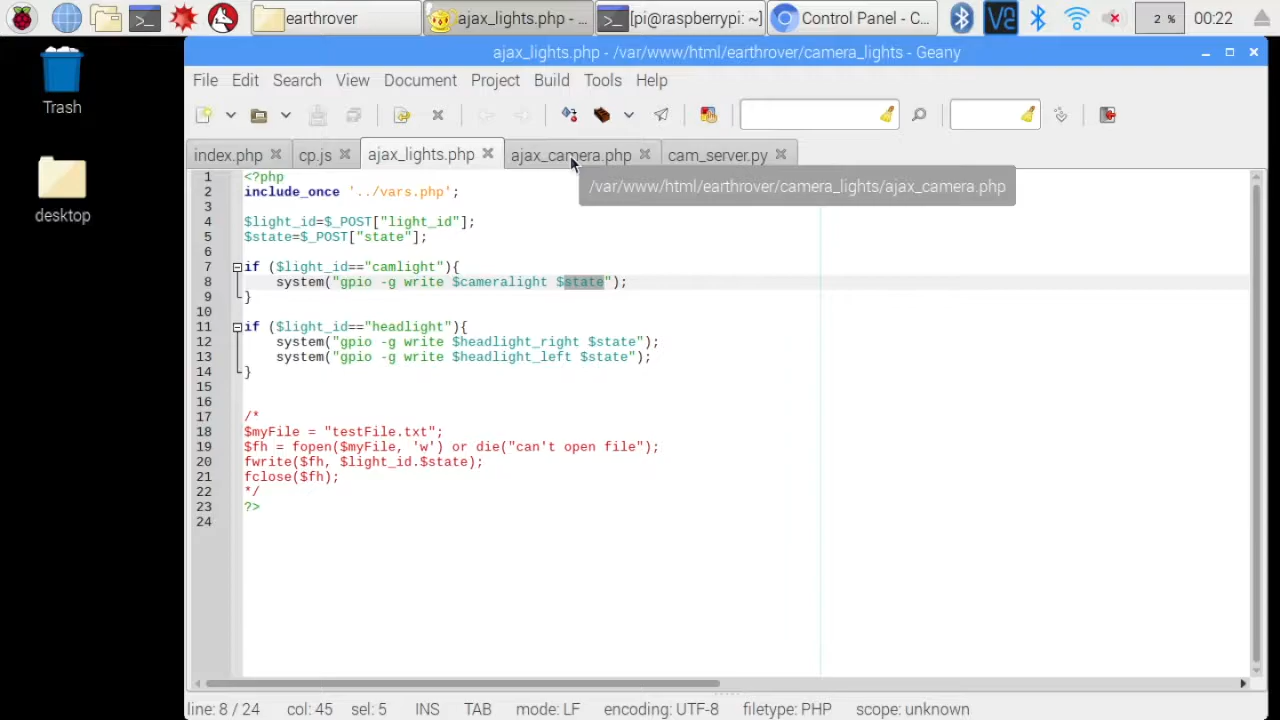 earthrover
ajax_lights.php - ...
[pi@raspberrypi: ~]
Control Panel - C...
2 %
00:22
Trash
desktop
ajax_lights.php - /var/www/html/earthrover/camera_lights - Geany
File Edit Search View Document Project Build Tools Help
index.php cp.js ajax_lights.php ajax_camera.php cam_server.py
/var/www/html/earthrover/camera_lights/ajax_camera.php
1 <?php
2 include_once '../vars.php';
3
4 $light_id=$_POST["light_id"];
5 $state=$_POST["state"];
6
7 if ($light_id=="camlight"){
8 system("gpio -g write $cameralight $state");
9 }
10
11 if ($light_id=="headlight"){
12 system("gpio -g write $headlight_right $state");
13 system("gpio -g write $headlight_left $state");
14 }
15
16
17 /*
18 $myFile = "testFile.txt";
19 $fh = fopen($myFile, 'w') or die("can't open file");
20 fwrite($fh, $light_id.$state);
21 fclose($fh);
22 */
23 ?>
24
line: 8 / 24 col: 45 sel: 5 INS TAB mode: LF encoding: UTF-8 filetype: PHP scope: unknown